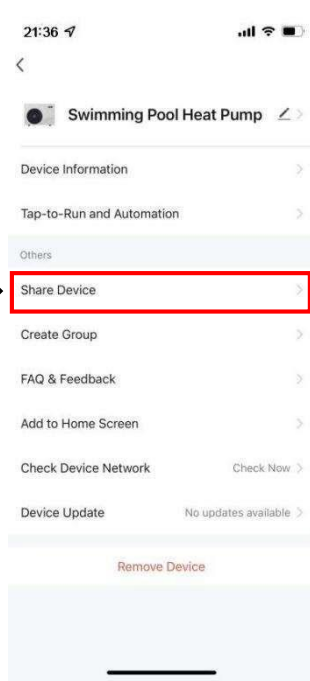 21:36
Swimming Pool Heat Pump
Device Information
Tap-to-Run and Automation
Others
Share Device
Create Group
FAQ & Feedback
Add to Home Screen
Check Device Network Check Now
Device Update No updates available
Remove Device